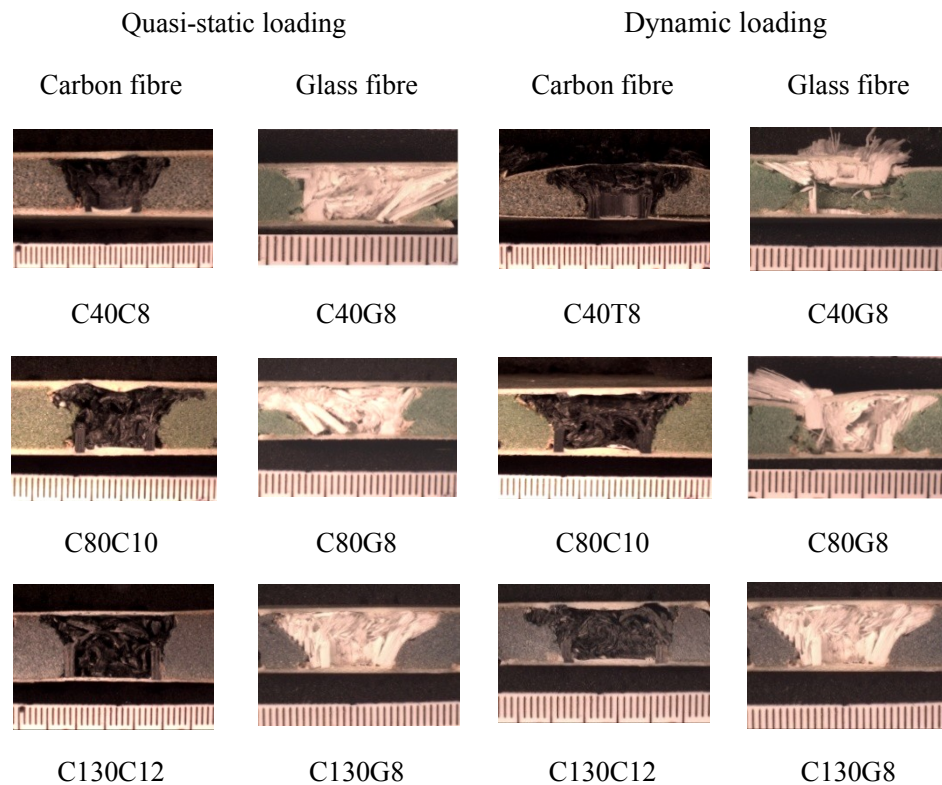 Quasi-static loading Dynamic loading
Carbon fibre Glass fibre Carbon fibre Glass fibre
C40C8 C40G8 C40T8 C40G8
C80C10 C80G8 C80C10 C80G8
C130C12 C130G8 C130C12 C130G8